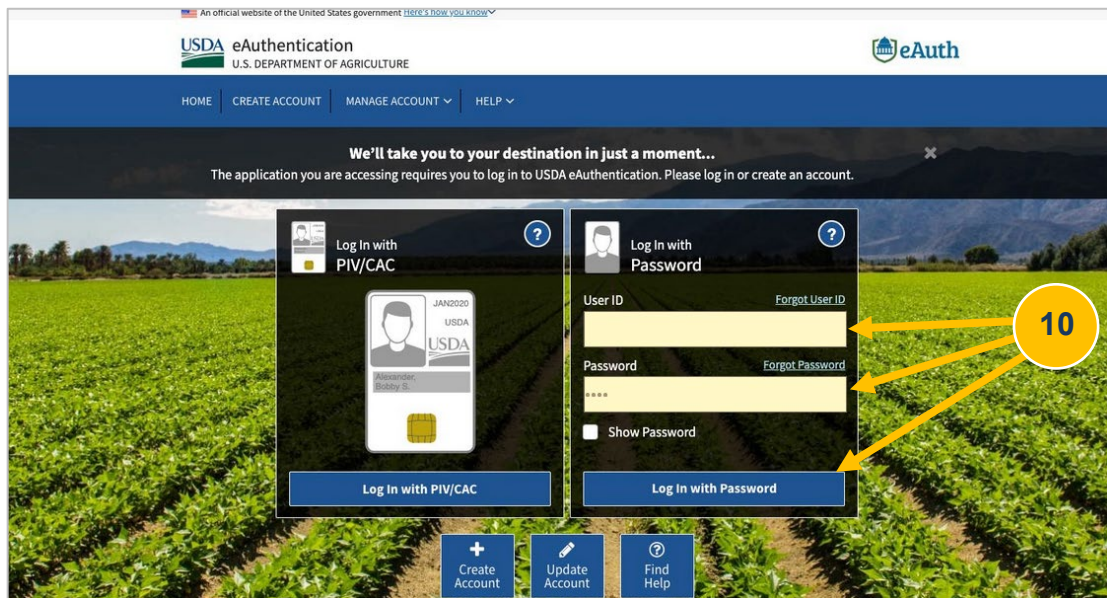 An official website of the United States government Here's how you know
USDA eAuthentication
U.S. DEPARTMENT OF AGRICULTURE
eAuth
HOME CREATE ACCOUNT MANAGE ACCOUNT HELP
We'll take you to your destination in just a moment...
The application you are accessing requires you to log in to USDA eAuthentication. Please log in or create an account.
Log In with
PIV/CAC
?
JAN2020
USDA
USDA
Alexander,
Bobby S.
Log In with PIV/CAC
Log In with
Password
?
User ID Forgot User ID
Password Forgot Password
Show Password
Log In with Password
10
Create
Account
Update
Account
?
Find
Help